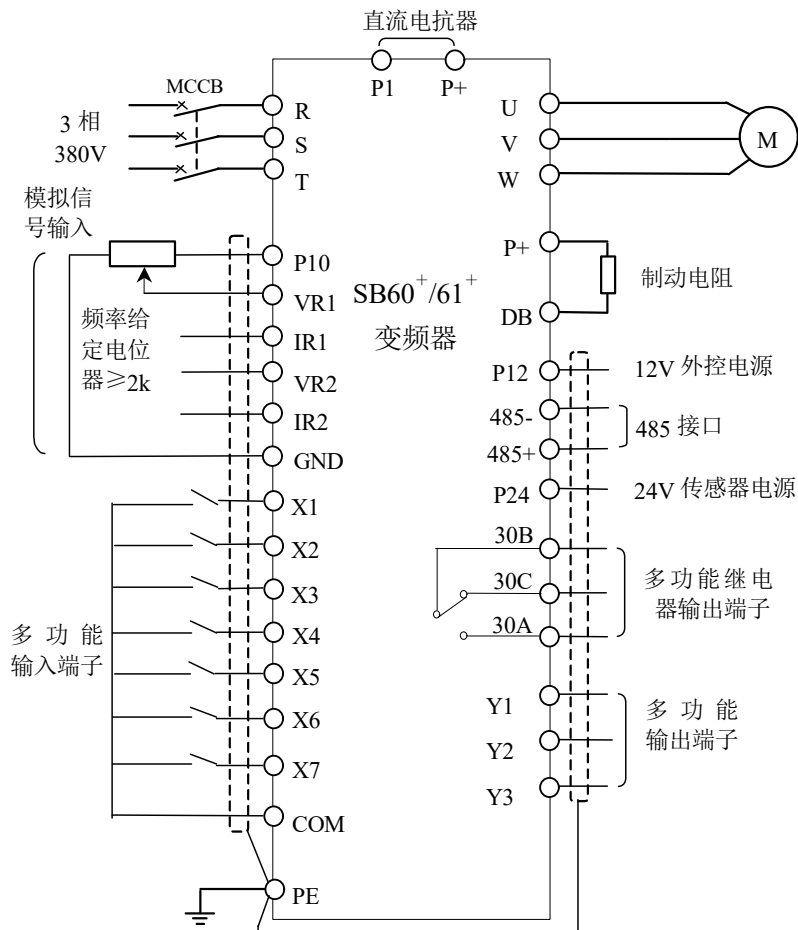 直流电抗器
P1
P+
MCCB
3 相
380V
R
S
T
U
V
W
M
模拟信
号输入
P10
VR1
IR1
VR2
IR2
GND
频率给
定电位
器≥2k
SB60+/61+
变频器
P+
DB
制动电阻
P12
12V 外控电源
485-
485+
485 接口
P24
24V 传感器电源
30B
30C
30A
多功能继电
器输出端子
X1
X2
X3
X4
X5
X6
X7
COM
多 功 能
输入端子
Y1
Y2
Y3
多 功 能
输出端子
PE